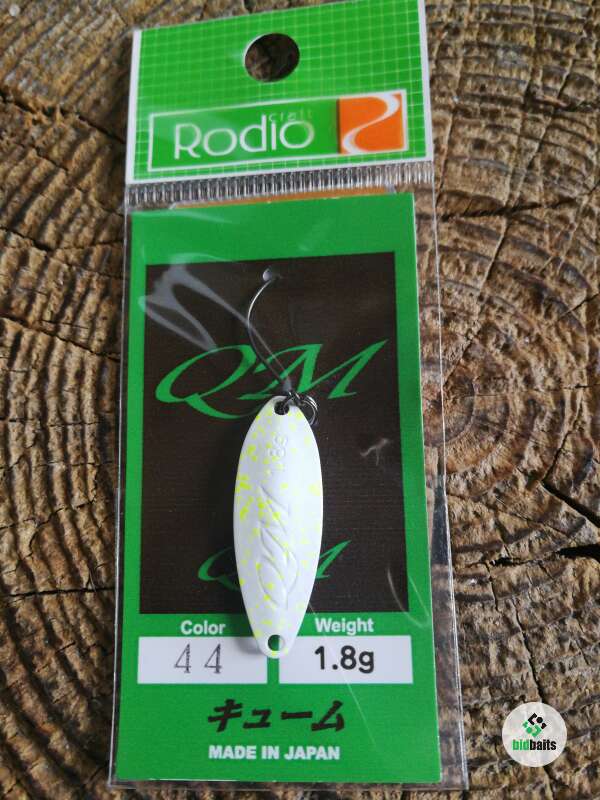 craft
Rodio
QM
1.8g
QM
QM
Color
Weight
44
1.8g
キューム
MADE IN JAPAN
bidbaits